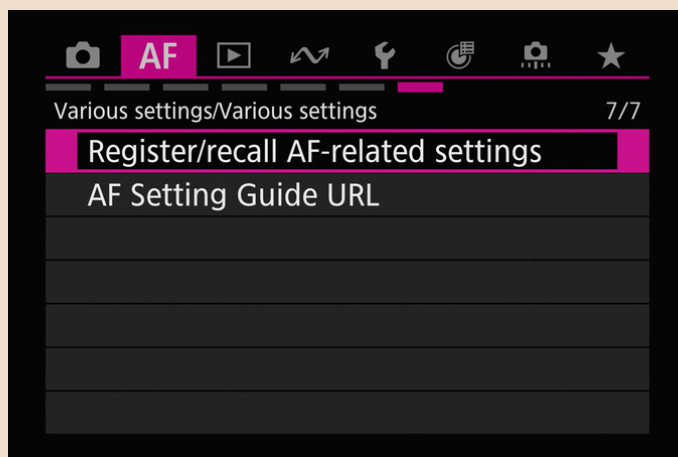 AF
Various settings/Various settings 7/7
Register/recall AF-related settings
AF Setting Guide URL